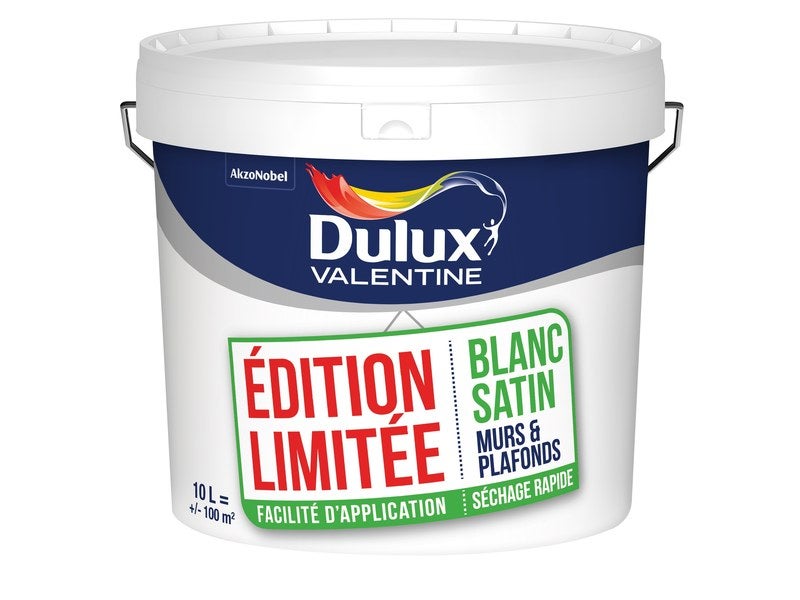 AkzoNobel
Dulux
VALENTINE
ÉDITION
LIMITÉE
BLANC
SATIN
MURS &
PLAFONDS
10 L =
+/- 100 m²
FACILITÉ D'APPLICATION
SÉCHAGE RAPIDE